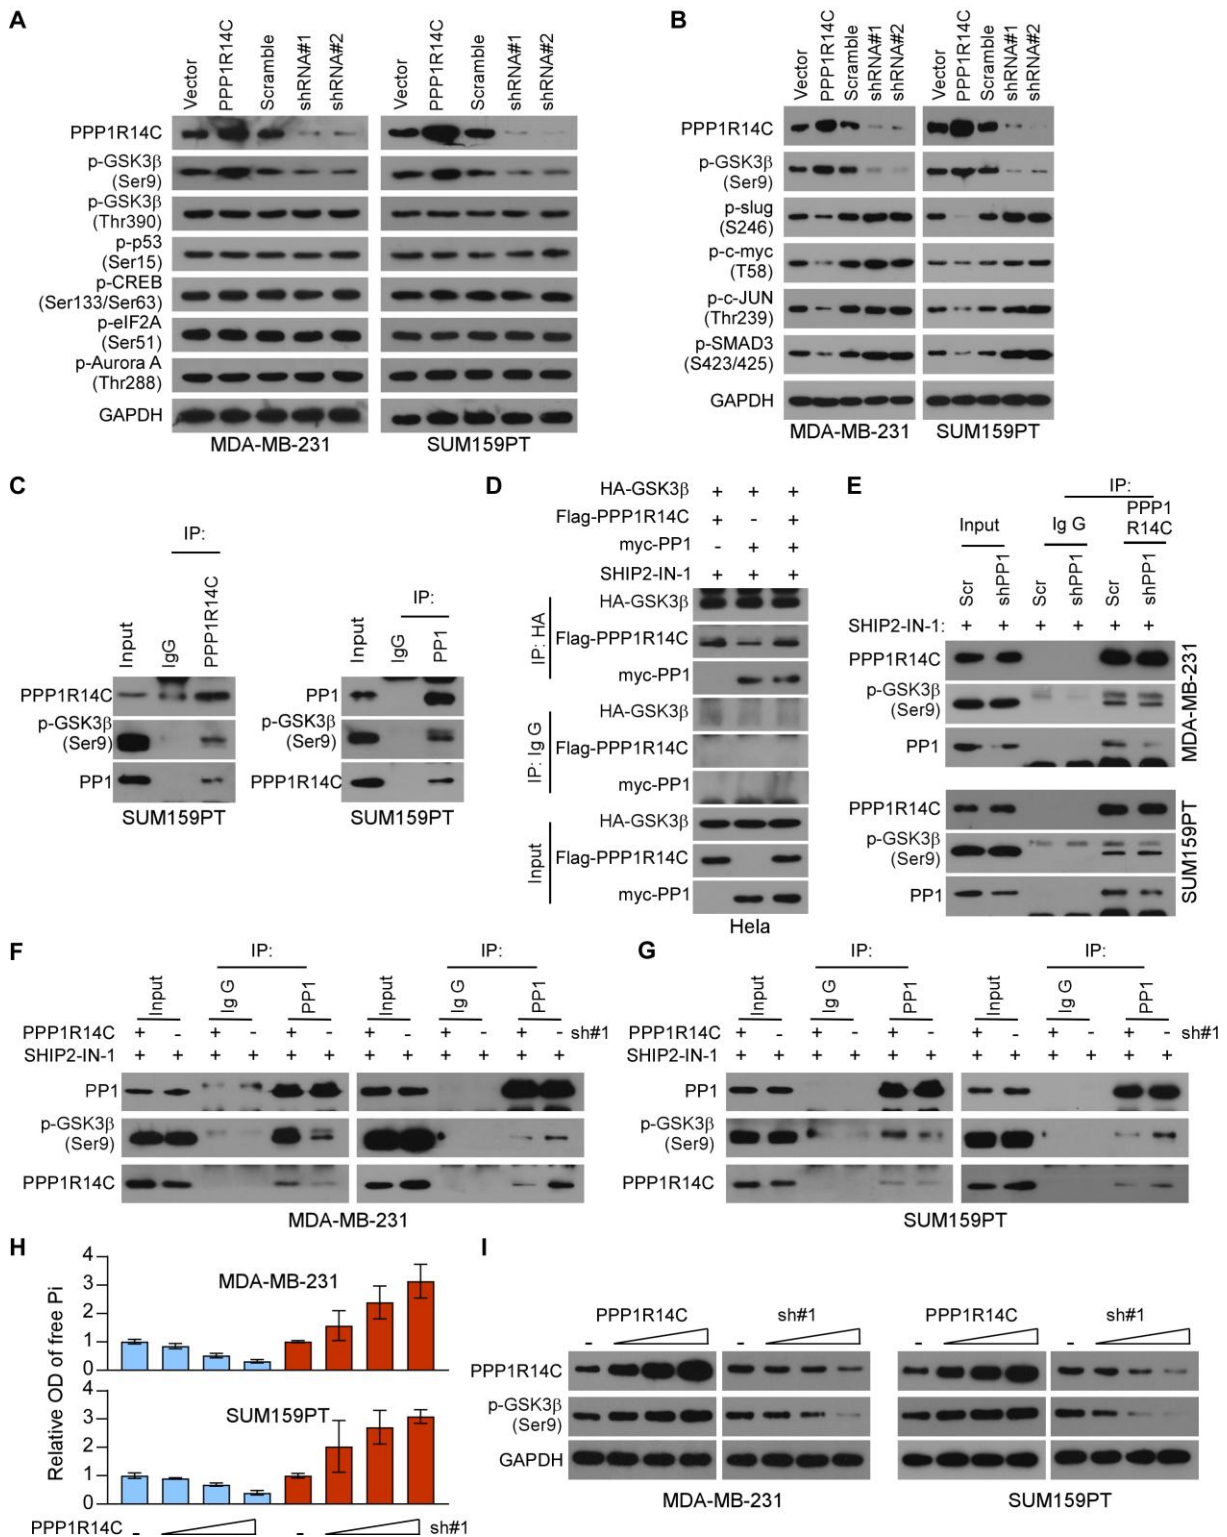 A
Vector
PPP1R14C
Scramble
shRNA#1
shRNA#2
Vector
PPP1R14C
Scramble
shRNA#1
shRNA#2
PPP1R14C
p-GSK3β
(Ser9)
p-GSK3β
(Thr390)
p-p53
(Ser15)
p-CREB
(Ser133/Ser63)
p-eIF2A
(Ser51)
p-Aurora A
(Thr288)
GAPDH
MDA-MB-231 SUM159PT
B
Vector
PPP1R14C
Scramble
shRNA#1
shRNA#2
Vector
PPP1R14C
Scramble
shRNA#1
shRNA#2
PPP1R14C
p-GSK3β
(Ser9)
p-slug
(S246)
p-c-myc
(T58)
p-c-JUN
(Thr239)
p-SMAD3
(S423/425)
GAPDH
MDA-MB-231 SUM159PT
C
IP:
Input
IgG
PPP1R14C
PPP1R14C
p-GSK3β
(Ser9)
PP1
SUM159PT
IP:
Input
IgG
PP1
PP1
p-GSK3β
(Ser9)
PPP1R14C
SUM159PT
D
HA-GSK3β + + +
Flag-PPP1R14C + - +
myc-PP1 - + +
SHIP2-IN-1 + + +
IP: HA
HA-GSK3β
Flag-PPP1R14C
myc-PP1
IP: Ig G
HA-GSK3β
Flag-PPP1R14C
myc-PP1
Input
HA-GSK3β
Flag-PPP1R14C
myc-PP1
Hela
E
IP:
Input
Ig G
PPP1
R14C
Scr
shPP1
Scr
shPP1
Scr
shPP1
SHIP2-IN-1: + + + + + +
PPP1R14C
p-GSK3β
(Ser9)
PP1
MDA-MB-231
PPP1R14C
p-GSK3β
(Ser9)
PP1
SUM159PT
F
IP: IP:
Input
Ig G
PP1
Input
Ig G
PP1
PPP1R14C + - + - + - + - + - + - sh#1
SHIP2-IN-1 + + + + + + + + + + + +
PP1
p-GSK3β
(Ser9)
PPP1R14C
MDA-MB-231
G
IP: IP:
Input
Ig G
PP1
Input
Ig G
PP1
PPP1R14C + - + - + - + - + - + - sh#1
SHIP2-IN-1 + + + + + + + + + + + +
PP1
p-GSK3β
(Ser9)
PPP1R14C
SUM159PT
H
Relative OD of free Pi
4
3
2
1
0
MDA-MB-231
4
3
2
1
0
SUM159PT
PPP1R14C - - sh#1
I
PPP1R14C sh#1 PPP1R14C sh#1
- - - -
PPP1R14C
p-GSK3β
(Ser9)
GAPDH
MDA-MB-231 SUM159PT